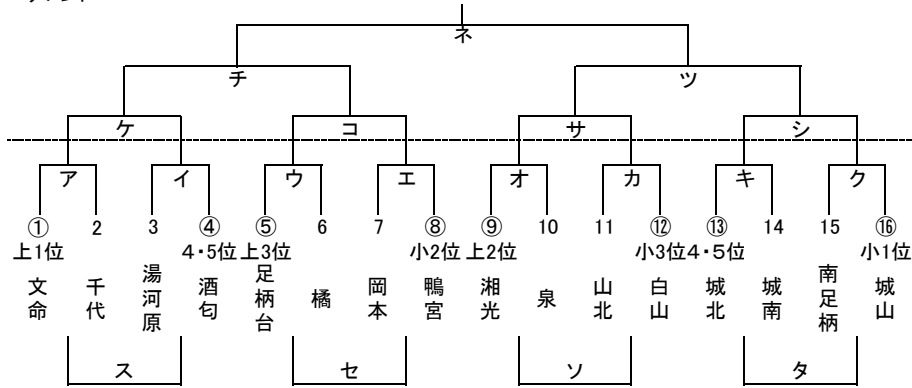 ネ
チ ツ
ケ コ サ シ
ア イ ウ エ オ カ キ ク
① 2 3 ④ ⑤ 6 7 ⑧ ⑨ 10 11 ⑫ ⑬ 14 15 ⑯
上1位 4・5位 上3位 小2位 上2位 小3位 4・5位 小1位
文命 千代 湯河原 酒匂 足柄台 橘 岡本 鴨宮 湘光 泉 山北 白山 城北 城南 南足柄 城山
ス セ ソ タ